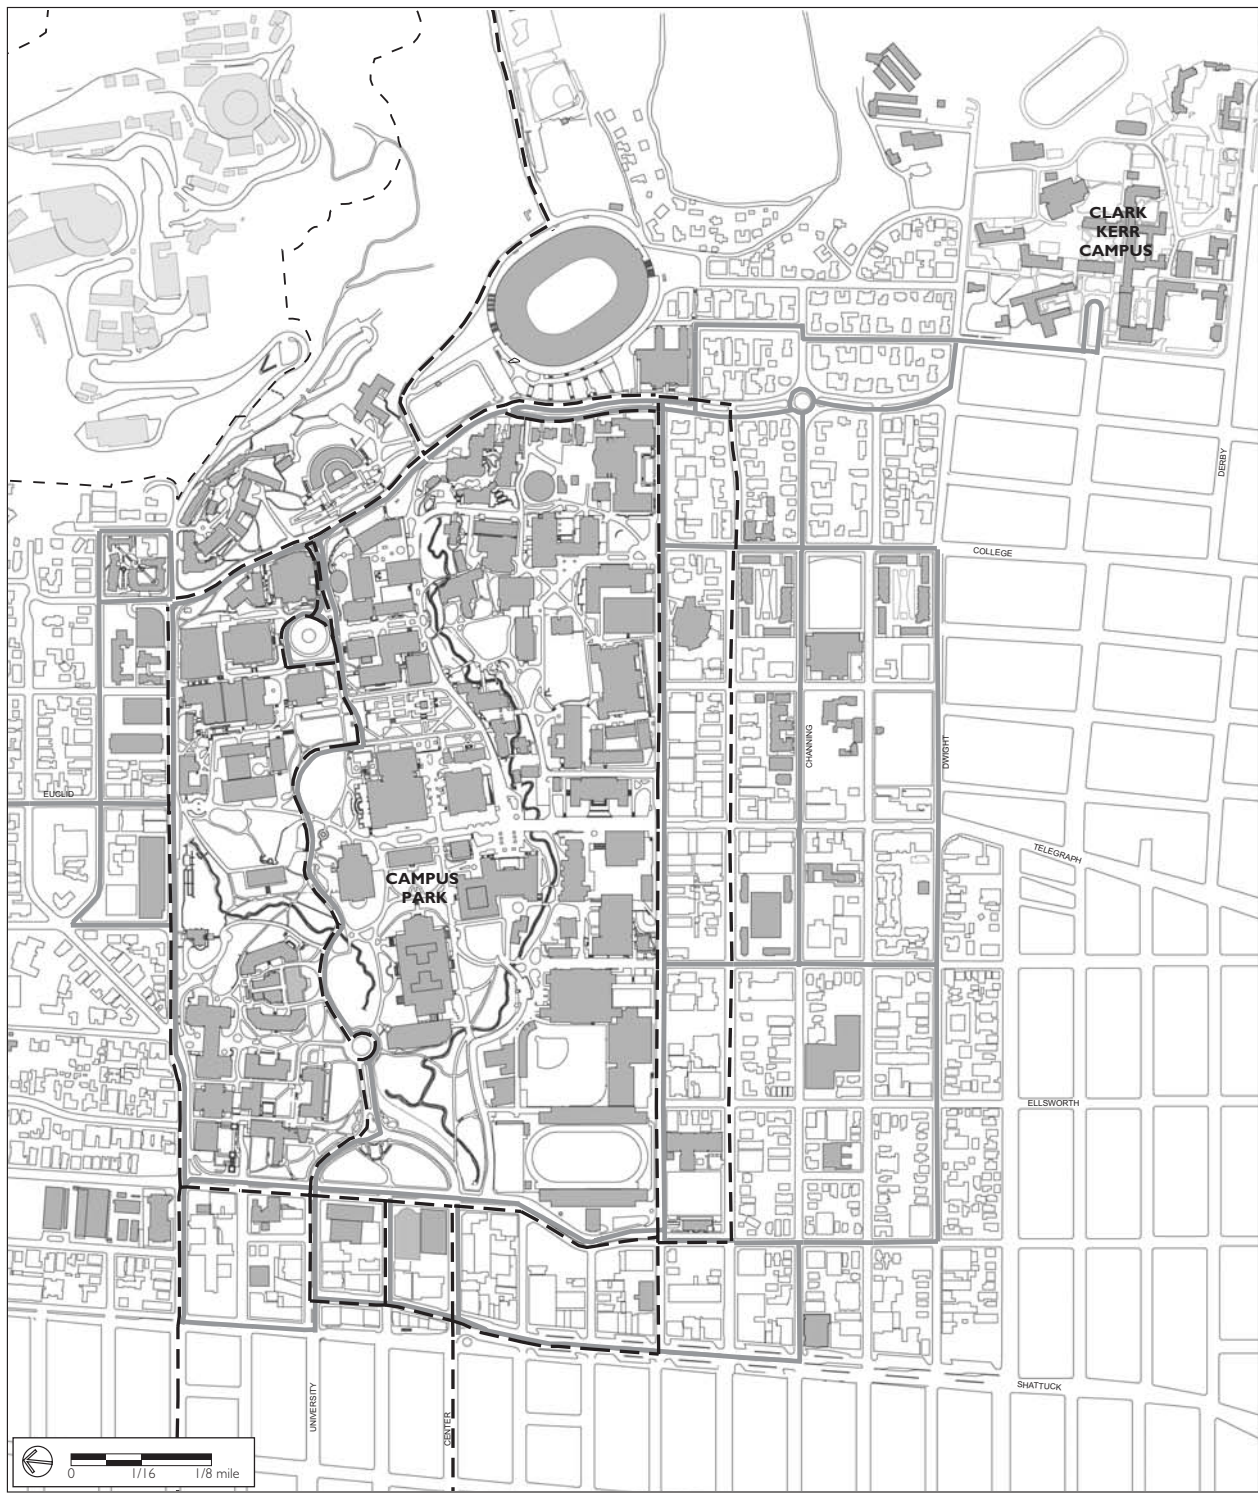 CLARK
KERR
CAMPUS
DERBY
COLLEGE
CHANNING
DWIGHT
EUCLID
TELEGRAPH
CAMPUS
PARK
ELLSWORTH
SHATTUCK
UNIVERSITY
CENTER
0 1/16 1/8 mile